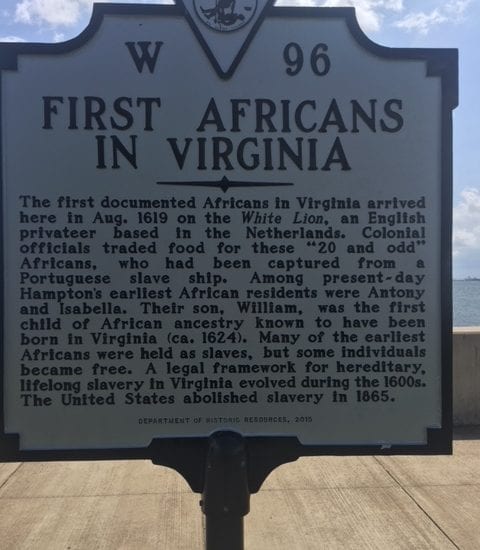 W 96
FIRST AFRICANS
IN VIRGINIA
The first documented Africans in Virginia arrived
here in Aug. 1619 on the White Lion, an English
privateer based in the Netherlands. Colonial
officials traded food for these “20 and odd”
Africans, who had been captured from a
Portuguese slave ship. Among present-day
Hampton's earliest African residents were Antony
and Isabella. Their son, William, was the first
child of African ancestry known to have been
born in Virginia (ca. 1624). Many of the earliest
Africans were held as slaves, but some individuals
became free. A legal framework for hereditary,
lifelong slavery in Virginia evolved during the 1600s.
The United States abolished slavery in 1865.
DEPARTMENT OF HISTORIC RESOURCES, 2015